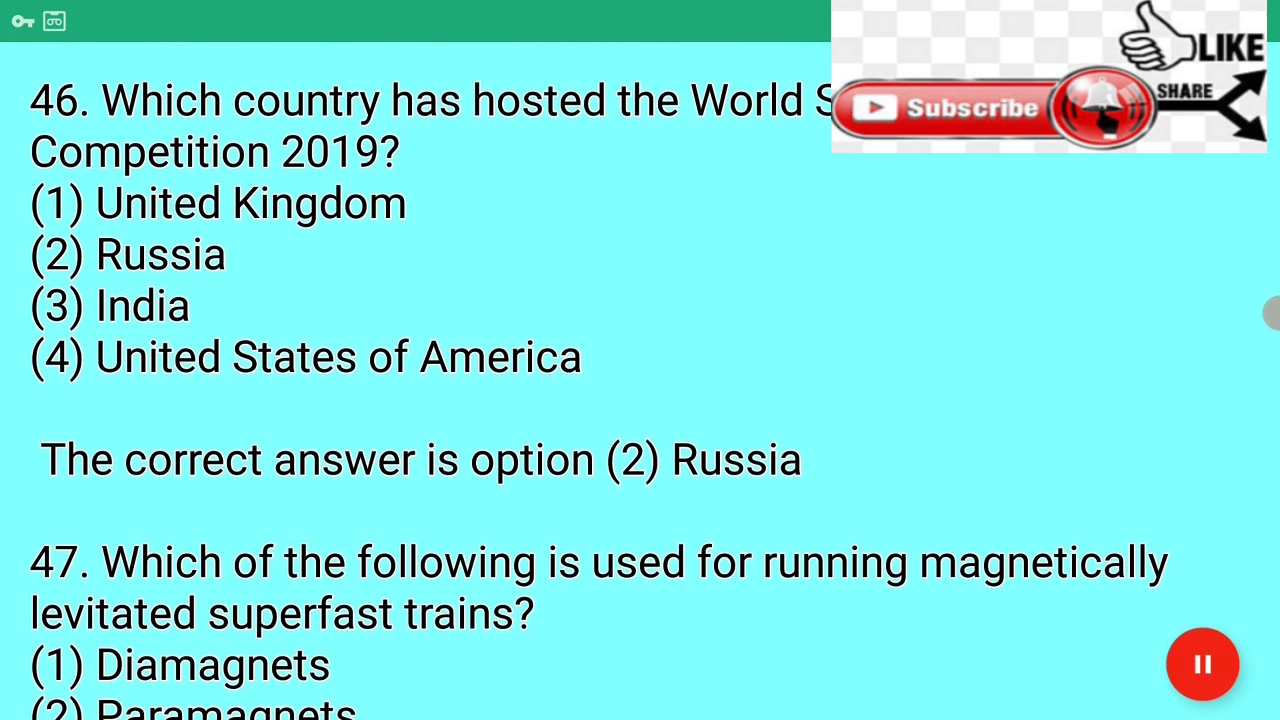 LIKE
46. Which country has hosted the World
Subscribe
SHARE
Competition 2019?
(1) United Kingdom
(2) Russia
(3) India
(4) United States of America
The correct answer is option (2) Russia
47. Which of the following is used for running magnetically
levitated superfast trains?
(1) Diamagnets
(2) Paramagnets